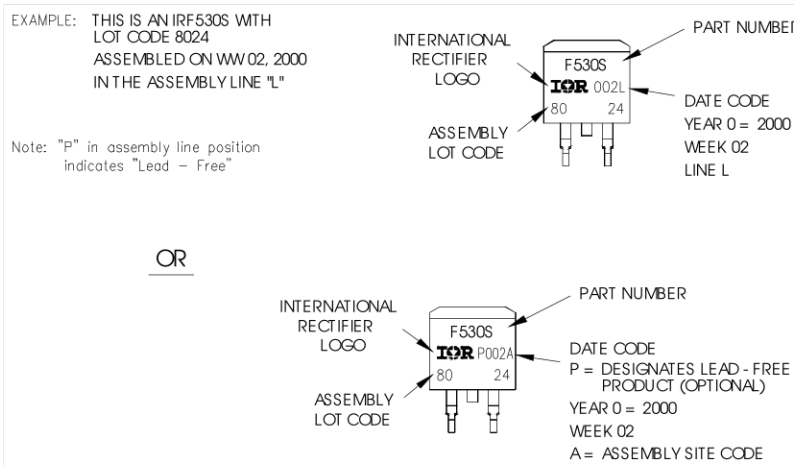 EXAMPLE: THIS IS AN IRF530S WITH
LOT CODE 8024
ASSEMBLED ON WW 02, 2000
IN THE ASSEMBLY LINE "L"
Note: "P" in assembly line position
indicates "Lead - Free"
INTERNATIONAL
RECTIFIER
LOGO
ASSEMBLY
LOT CODE
F530S
IOR 002L
80 24
PART NUMBER
DATE CODE
YEAR 0 = 2000
WEEK 02
LINE L
OR
INTERNATIONAL
RECTIFIER
LOGO
ASSEMBLY
LOT CODE
F530S
IOR P002A
80 24
PART NUMBER
DATE CODE
P = DESIGNATES LEAD - FREE
PRODUCT (OPTIONAL)
YEAR 0 = 2000
WEEK 02
A = ASSEMBLY SITE CODE